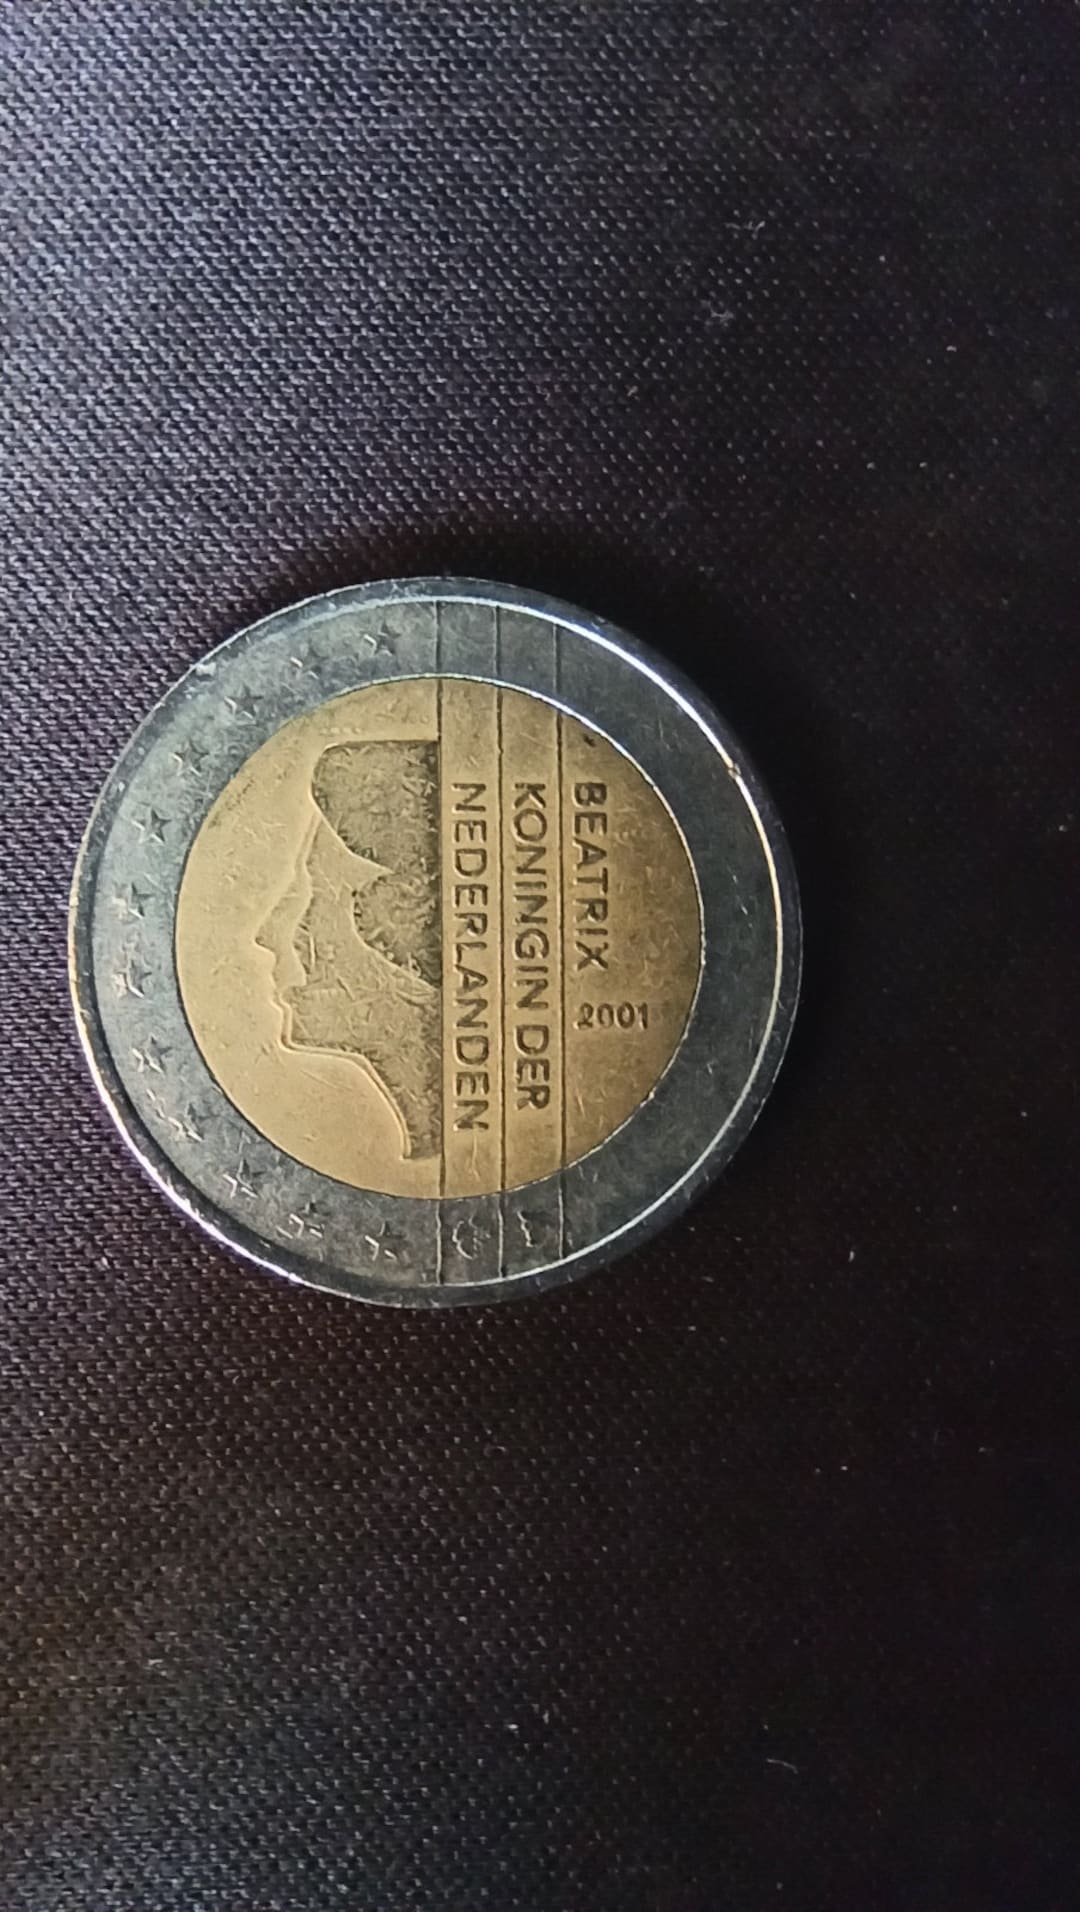 BEATRIX
2001
KONINGIN DER
NEDERLANDEN